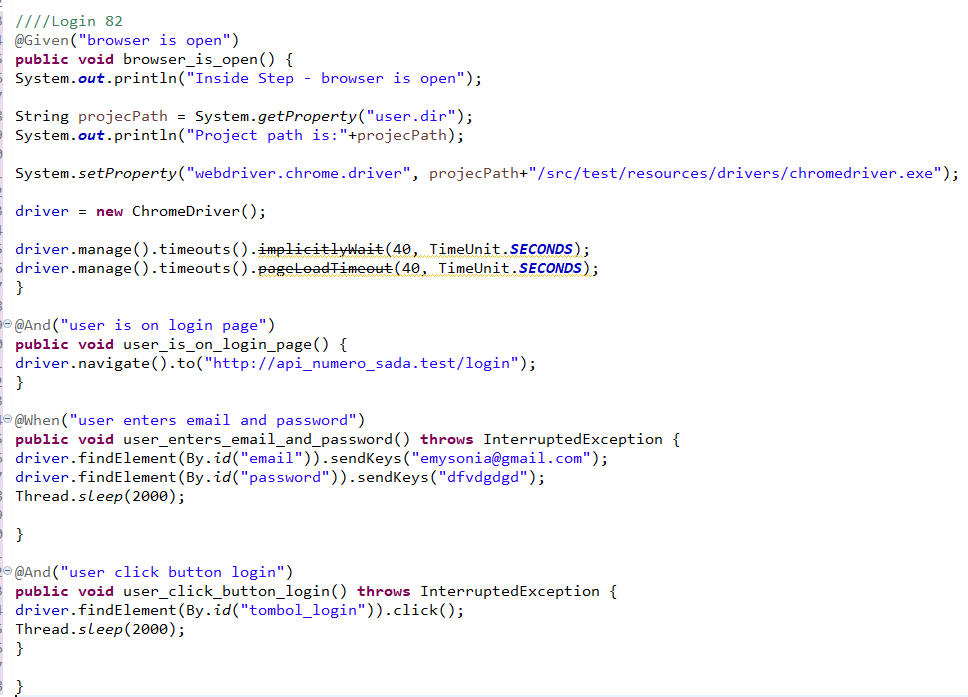 ////Login 82
@Given("browser is open")
public void browser_is_open() {
System.out.println("Inside Step - browser is open");
String projecPath = System.getProperty("user.dir");
System.out.println("Project path is:"+projecPath);
System.setProperty("webdriver.chrome.driver", projecPath+"/src/test/resources/drivers/chromedriver.exe");
driver = new ChromeDriver();
driver.manage().timeouts().implicitlyWait(40, TimeUnit.SECONDS);
driver.manage().timeouts().pageLoadTimeout(40, TimeUnit.SECONDS);
}
@And("user is on login page")
public void user_is_on_login_page() {
driver.navigate().to("http://api_numero_sada.test/login");
}
@When("user enters email and password")
public void user_enters_email_and_password() throws InterruptedException {
driver.findElement(By.id("email")).sendKeys("emysonia@gmail.com");
driver.findElement(By.id("password")).sendKeys("dfvdgdgd");
Thread.sleep(2000);
}
@And("user click button login")
public void user_click_button_login() throws InterruptedException {
driver.findElement(By.id("tombol_login")).click();
Thread.sleep(2000);
}
}